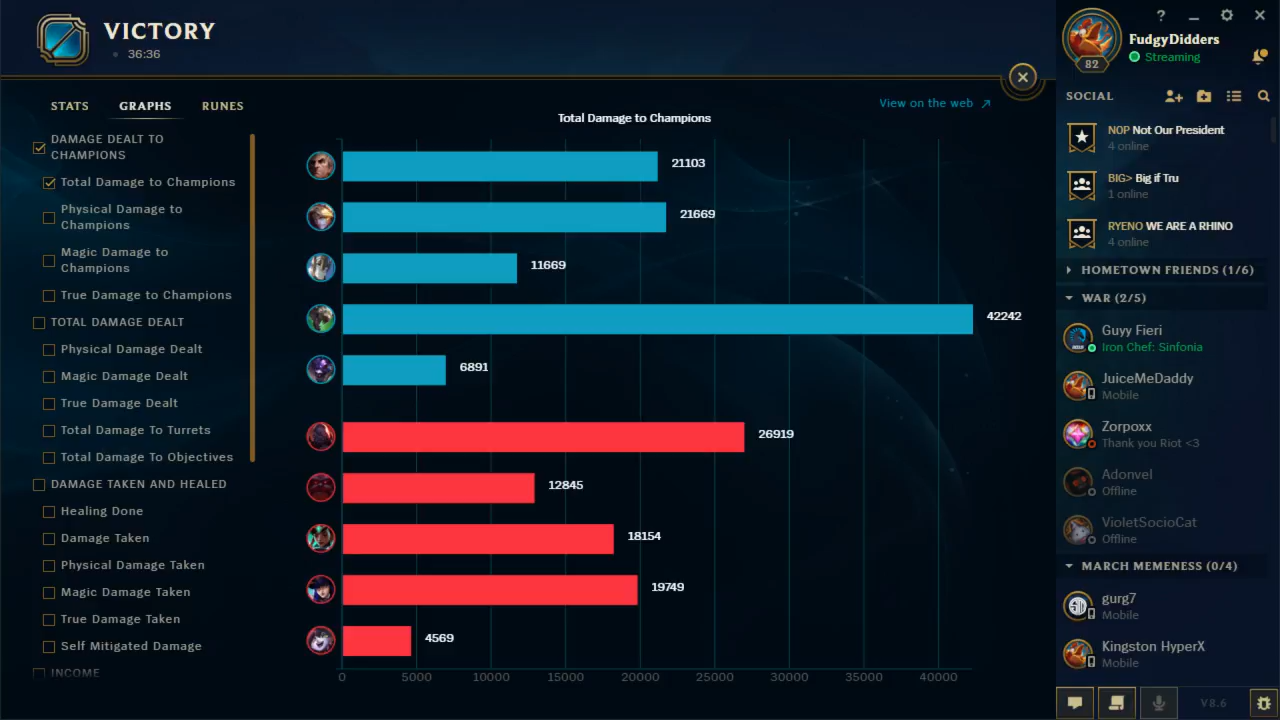 VICTORY
36:36
STATS
GRAPHS
RUNES
View on the web
DAMAGE DEALT TO
CHAMPIONS
Total Damage to Champions
Physical Damage to
Champions
Magic Damage to
Champions
True Damage to Champions
TOTAL DAMAGE DEALT
Physical Damage Dealt
Magic Damage Dealt
True Damage Dealt
Total Damage To Turrets
Total Damage To Objectives
DAMAGE TAKEN AND HEALED
Healing Done
Damage Taken
Physical Damage Taken
Magic Damage Taken
True Damage Taken
Self Mitigated Damage
INCOME
Total Damage to Champions
21103
21669
11669
42242
6891
26919
12845
18154
19749
4569
0
5000
10000
15000
20000
25000
30000
35000
40000
?
82
FudgyDidders
Streaming
SOCIAL
NOP Not Our President
4 online
BIG> Big if Tru
1 online
RYENO WE ARE A RHINO
4 online
HOMETOWN FRIENDS (1/6)
WAR (2/5)
Guyy Fieri
Iron Chef: Sinfonia
JuiceMeDaddy
Mobile
Zorpoxx
Thank you Riot <3
Adonvel
Offline
VioletSocioCat
Offline
MARCH MEMENESS (0/4)
gurg7
Mobile
Kingston HyperX
Mobile
V8.6